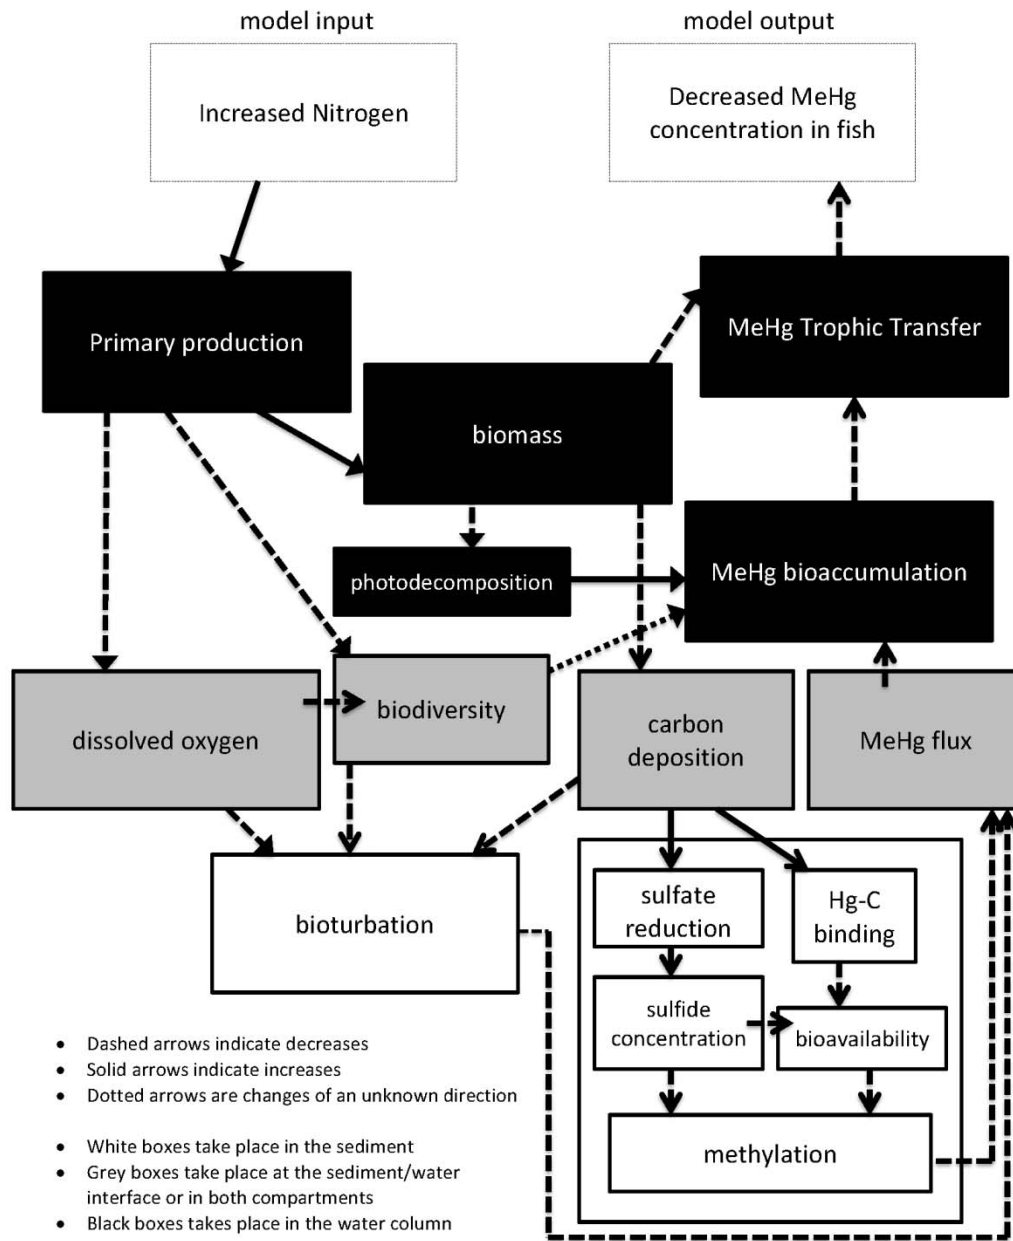 model input
model output
Increased Nitrogen
Decreased MeHg
concentration in fish
Primary production
MeHg Trophic Transfer
biomass
photodecomposition
MeHg bioaccumulation
dissolved oxygen
biodiversity
carbon
deposition
MeHg flux
bioturbation
sulfate
reduction
Hg-C
binding
sulfide
concentration
bioavailability
methylation
• Dashed arrows indicate decreases
• Solid arrows indicate increases
• Dotted arrows are changes of an unknown direction
• White boxes take place in the sediment
• Grey boxes take place at the sediment/water
interface or in both compartments
• Black boxes takes place in the water column